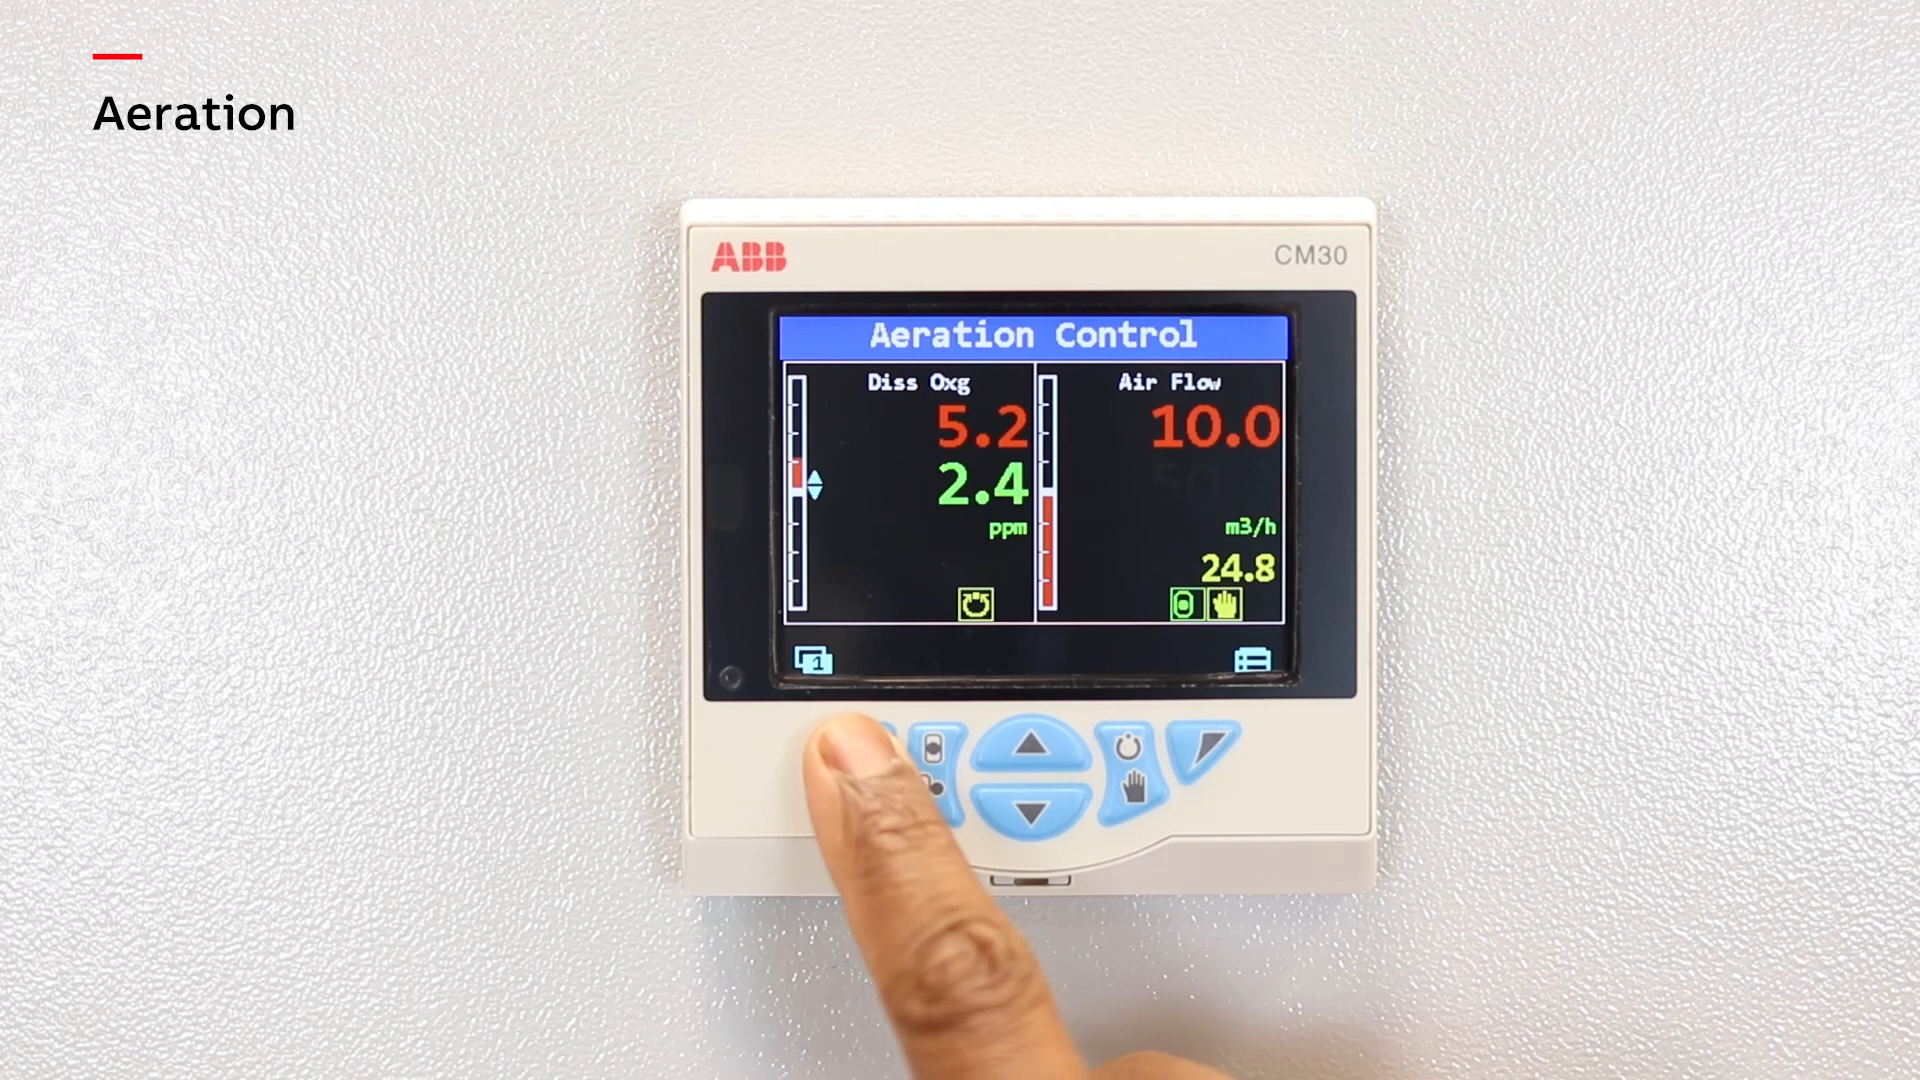 Aeration
ABB
CM30
Aeration Control
Diss Oxg
5.2
2.4
ppm
Air Flow
10.0
m3/h
24.8
1